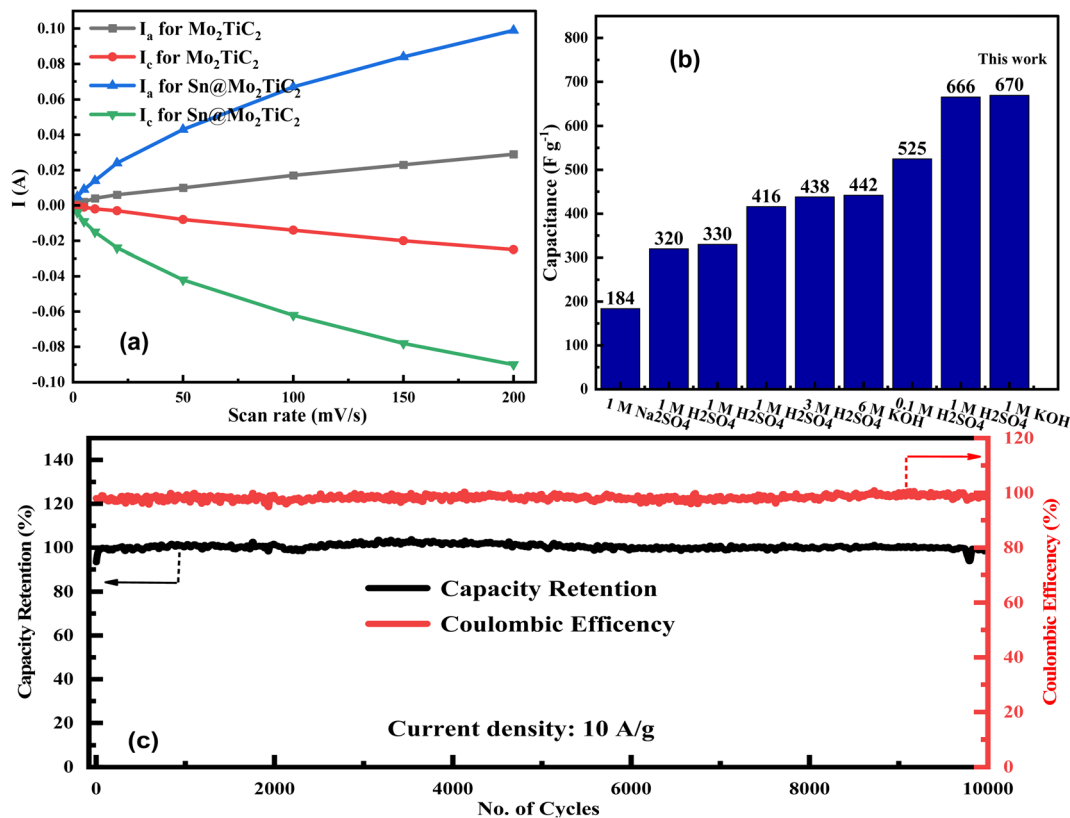 I (A)
0.10
0.08
0.06
0.04
0.02
0.00
-0.02
-0.04
-0.06
-0.08
-0.10
Iₐ for Mo₂TiC₂
I꜀ for Mo₂TiC₂
Iₐ for Sn@Mo₂TiC₂
I꜀ for Sn@Mo₂TiC₂
(a)
0 50 100 150 200
Scan rate (mV/s)
Capacitance (F g⁻¹)
800
700
600
500
400
300
200
100
0
(b)
This work
184 320 330 416 438 442 525 666 670
1 M Na2SO4
1 M H2SO4
1 M H2SO4
1 M H2SO4
3 M H2SO4
6 M KOH
0.1 M H2SO4
1 M H2SO4
1 M KOH
Capacity Retention (%)
140
120
100
80
60
40
20
0
Capacity Retention
Coulombic Efficency
Current density: 10 A/g
(c)
0 2000 4000 6000 8000 10000
No. of Cycles
120
100
80
60
40
20
0
Coulombic Efficency (%)